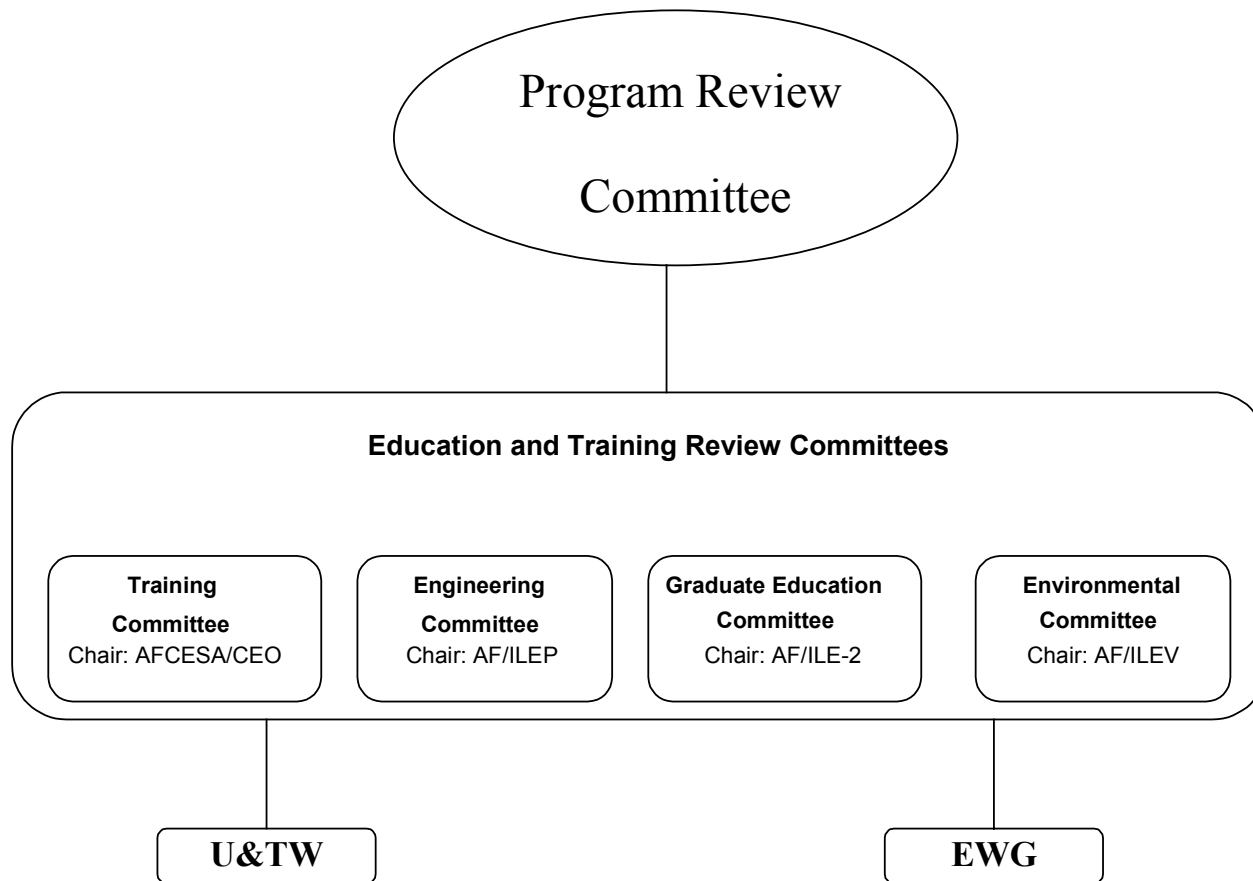 Program Review
Committee
Education and Training Review Committees
Training
Committee
Chair: AFCESA/CEO
Engineering
Committee
Chair: AF/ILEP
Graduate Education
Committee
Chair: AF/ILE-2
Environmental
Committee
Chair: AF/ILEV
U&TW
EWG